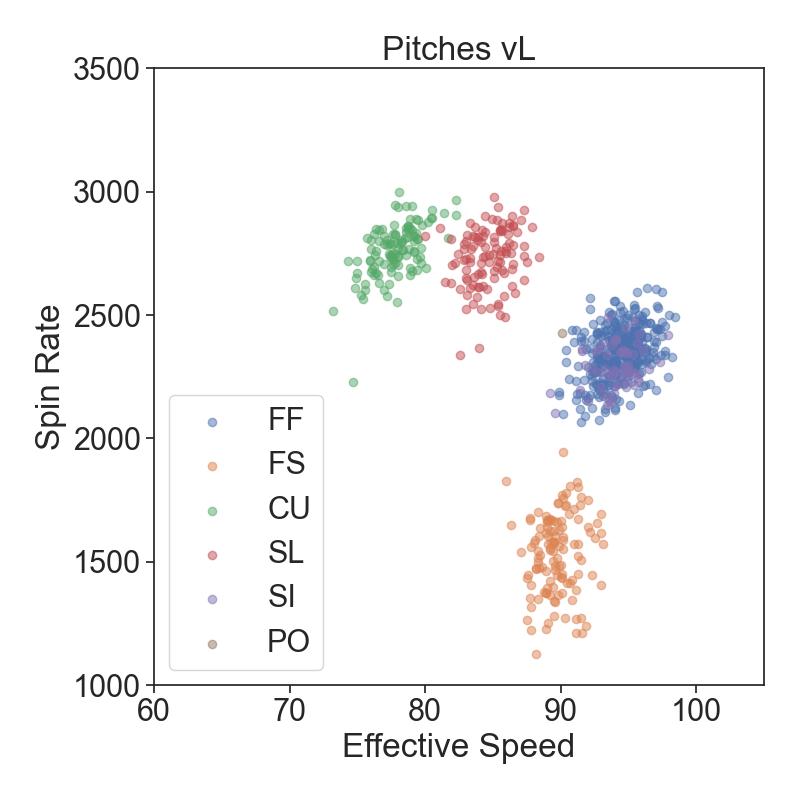 Pitches vL
3500
3000
2500
2000
1500
1000
Spin Rate
FF
FS
CU
SL
SI
PO
60 70 80 90 100
Effective Speed